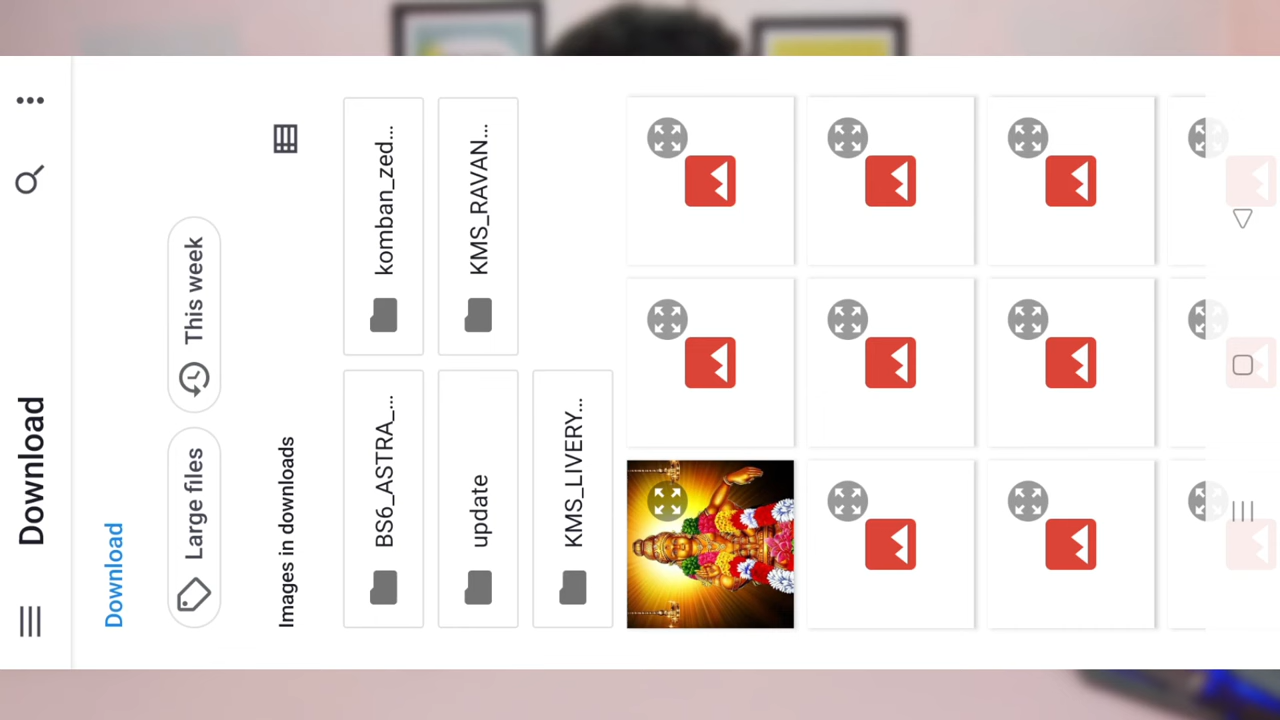 Download
Download
Large files
This week
Images in downloads
BS6_ASTRA_...
komban_zed...
update
KMS_RAVAN...
KMS_LIVERY...